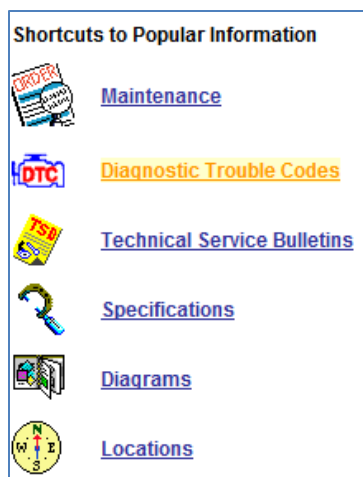 Shortcuts to Popular Information
ORDER
Maintenance
DTC
Diagnostic Trouble Codes
TSB
Technical Service Bulletins
Specifications
Diagrams
N
W E
S
Locations